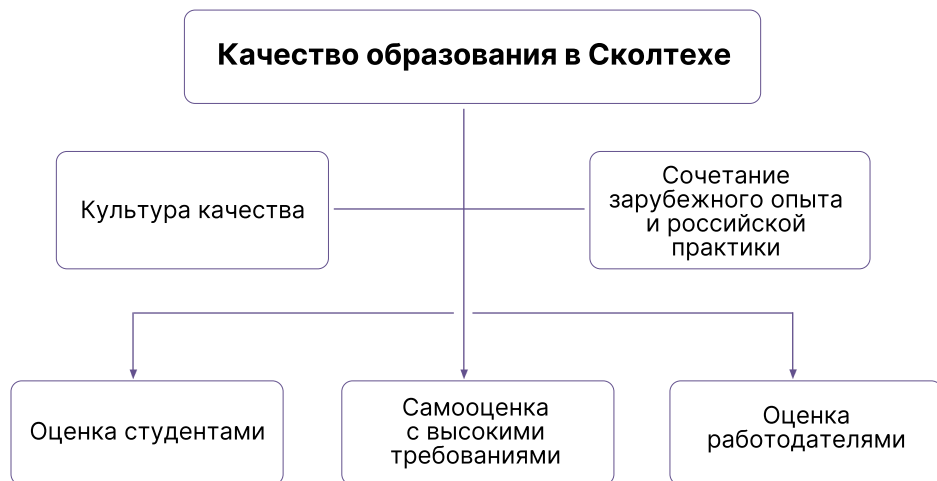 Качество образования в Сколтехе
Культура качества
Сочетание
зарубежного опыта
и российской
практики
Оценка студентами
Самооценка
с высокими
требованиями
Оценка
работодателями